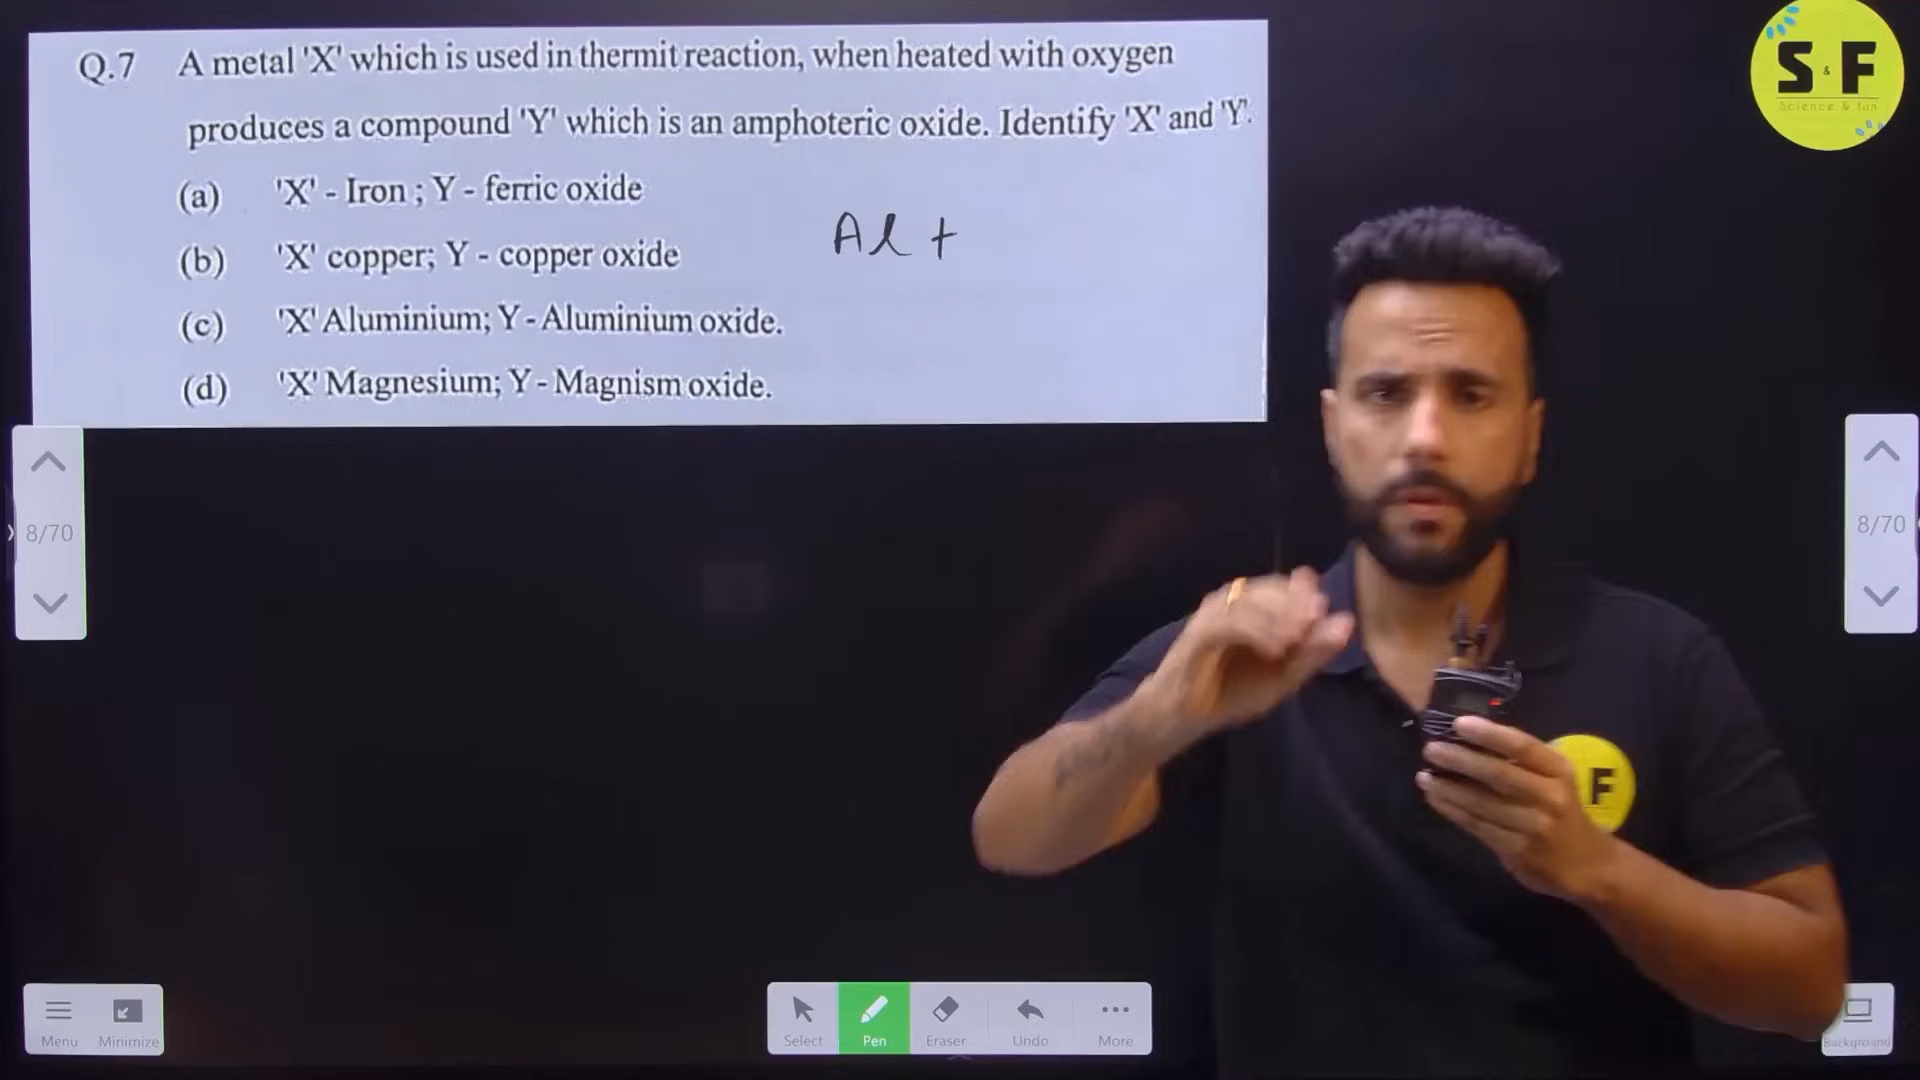 Q.7 A metal 'X' which is used in thermit reaction, when heated with oxygen
produces a compound 'Y' which is an amphoteric oxide. Identify 'X' and 'Y'.
(a) 'X' - Iron ; Y - ferric oxide
(b) 'X' copper; Y - copper oxide
(c) 'X' Aluminium; Y - Aluminium oxide.
(d) 'X' Magnesium; Y - Magnism oxide.
Al +
S & F
Science & fun
8/70
8/70
F
Menu
Minimize
Select
Pen
Eraser
Undo
More
Background